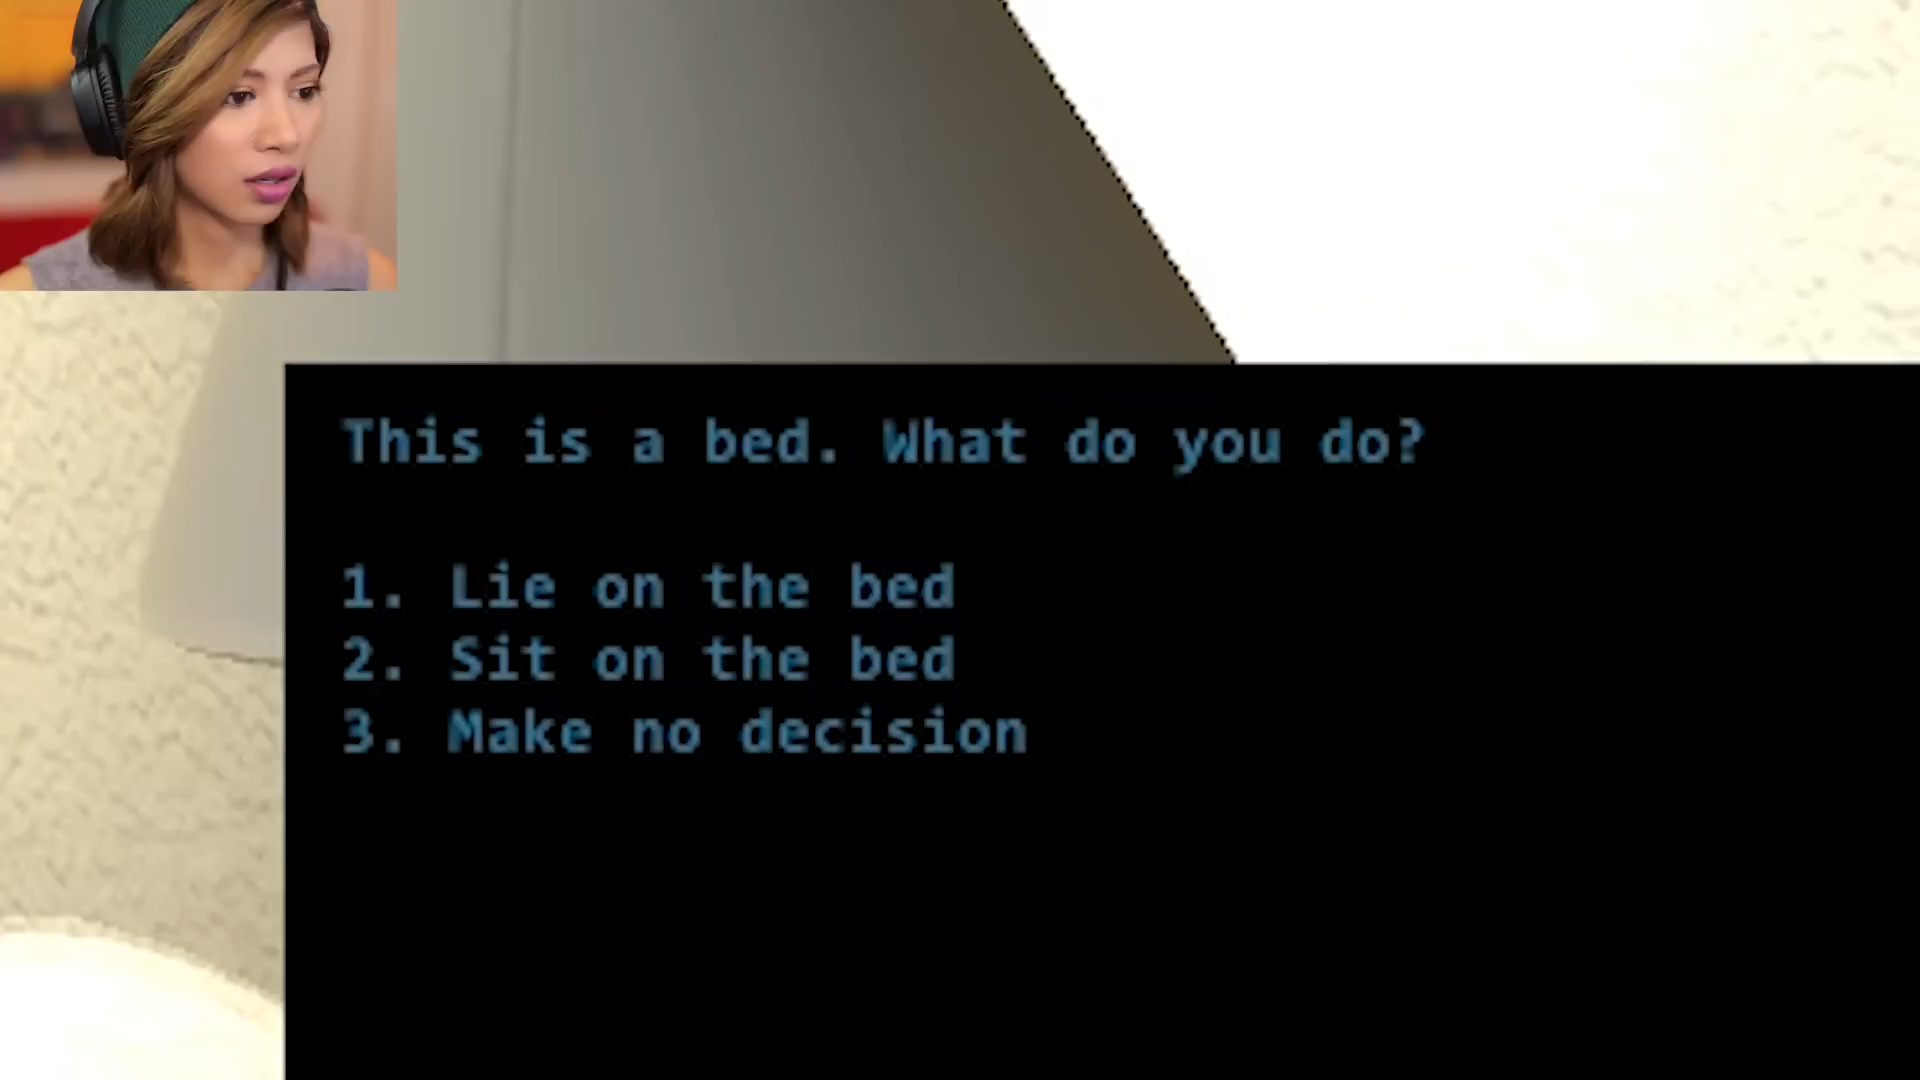 This is a bed. What do you do?
1. Lie on the bed
2. Sit on the bed
3. Make no decision